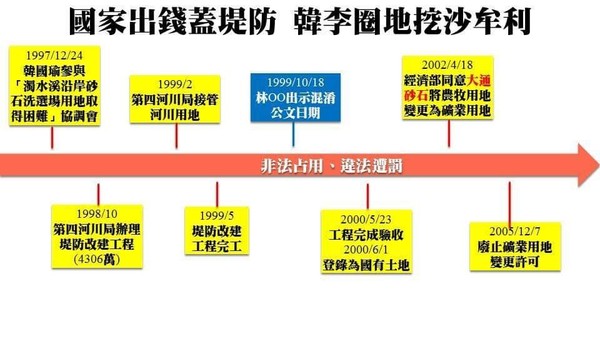 國家出錢蓋堤防 韓李圈地挖沙牟利
1997/12/24
韓國瑜參與
「濁水溪沿岸砂
石洗選場用地取
得困難」協調會
1999/2
第四河川局接管
河川用地
1999/10/18
林OO出示混淆
公文日期
2002/4/18
經濟部同意大通
砂石將農牧用地
變更為礦業用地
非法占用、違法遭罰
1998/10
第四河川局辦理
堤防改建工程
(4306萬)
1999/5
堤防改建
工程完工
2000/5/23
工程完成驗收
2000/6/1
登錄為國有土地
2005/12/7
廢止礦業用地
變更許可